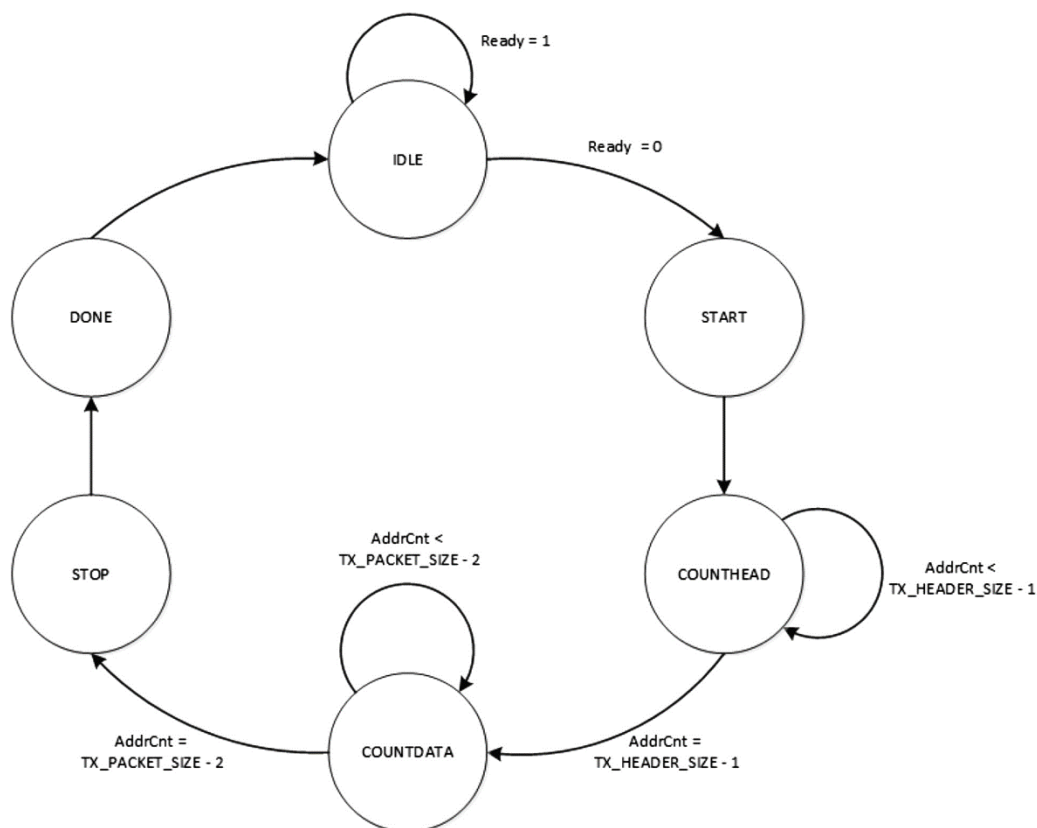 Ready = 1
IDLE
Ready = 0
DONE
START
AddrCnt <
TX_PACKET_SIZE - 2
STOP
COUNTHEAD
AddrCnt <
TX_HEADER_SIZE - 1
AddrCnt =
TX_PACKET_SIZE - 2
COUNTDATA
AddrCnt =
TX_HEADER_SIZE - 1